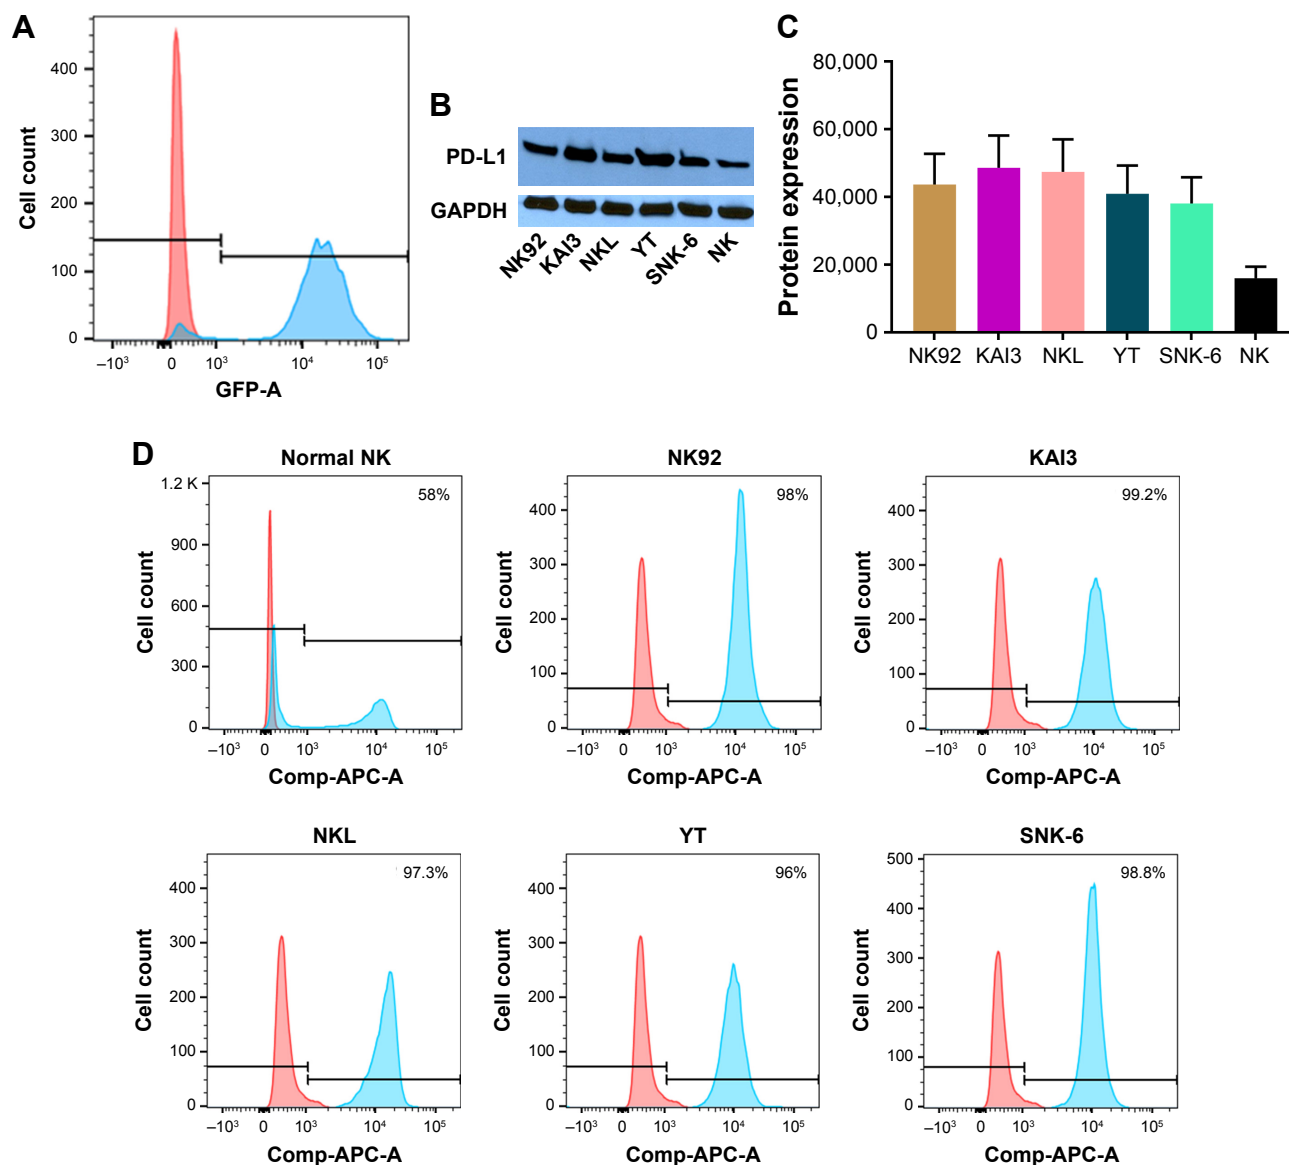 A
Cell count
400
300
200
100
0
–10³ 0 10³ 10⁴ 10⁵
GFP-A
B
PD-L1
GAPDH
NK92 KAI3 NKL YT SNK-6 NK
C
Protein expression
80,000
60,000
40,000
20,000
0
NK92 KAI3 NKL YT SNK-6 NK
D
Normal NK
58%
Cell count
1.2 K
900
600
300
0
–10³ 0 10³ 10⁴ 10⁵
Comp-APC-A
NK92
98%
Cell count
400
300
200
100
0
–10³ 0 10³ 10⁴ 10⁵
Comp-APC-A
KAI3
99.2%
Cell count
400
300
200
100
0
–10³ 0 10³ 10⁴ 10⁵
Comp-APC-A
NKL
97.3%
Cell count
400
300
200
100
0
–10³ 0 10³ 10⁴ 10⁵
Comp-APC-A
YT
96%
Cell count
400
300
200
100
0
–10³ 0 10³ 10⁴ 10⁵
Comp-APC-A
SNK-6
98.8%
Cell count
500
400
300
200
100
0
–10³ 0 10³ 10⁴ 10⁵
Comp-APC-A